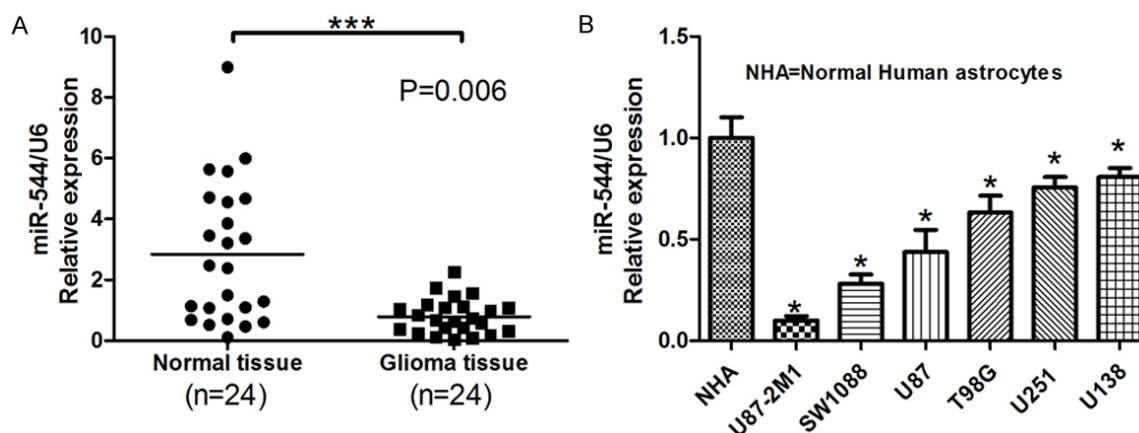 A
miR-544/U6
Relative expression
10
8
6
4
2
0
***
P=0.006
Normal tissue
(n=24)
Glioma tissue
(n=24)
B
miR-544/U6
Relative expression
1.5
1.0
0.5
0.0
NHA=Normal Human astrocytes
*
*
*
*
*
*
NHA
U87-2M1
SW1088
U87
T98G
U251
U138